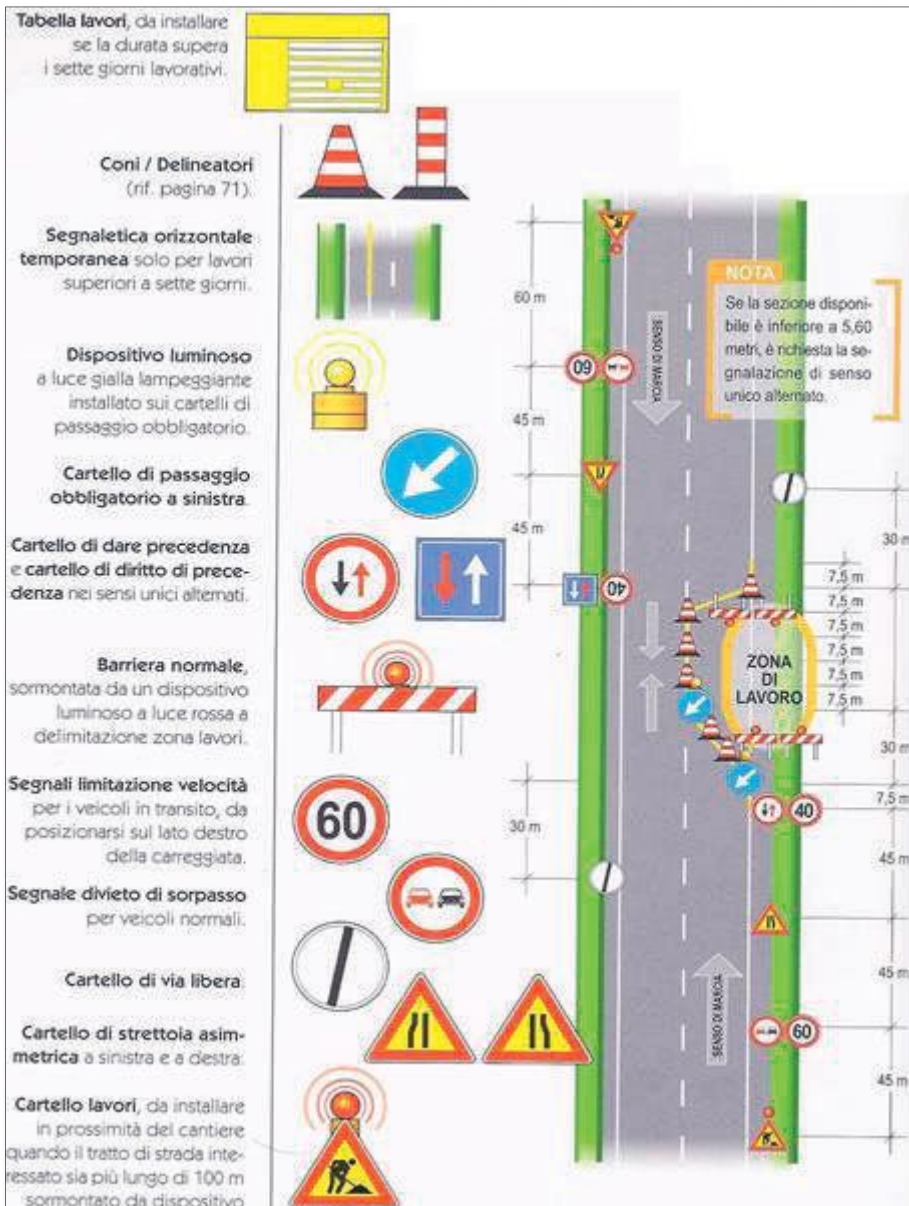 Tabella lavori, da installare
se la durata supera
i sette giorni lavorativi.
Coni / Delineatori
(rif. pagina 71).
Segnaletica orizzontale
temporanea solo per lavori
superiori a sette giorni.
Dispositivo luminoso
a luce gialla lampeggiante
installato sui cartelli di
passaggio obbligatorio.
Cartello di passaggio
obbligatorio a sinistra.
Cartello di dare precedenza
e cartello di diritto di prece-
denza nei sensi unici alternati.
Barriera normale,
sormontata da un dispositivo
luminoso a luce rossa a
delimitazione zona lavori.
Segnali limitazione velocità
per i veicoli in transito, da
posizionarsi sul lato destro
della carreggiata.
60
Segnale divieto di sorpasso
per veicoli normali.
Cartello di via libera.
Cartello di strettoia asim-
metrica a sinistra e a destra.
Cartello lavori, da installare
in prossimità del cantiere
quando il tratto di strada inte-
ressato sia più lungo di 100 m
sormontato da dispositivo
60 m
45 m
45 m
30 m
60
40
SENSO DI MARCIA
NOTA
Se la sezione disponi-
bile è inferiore a 5,60
metri, è richiesta la se-
gnalazione di senso
unico alternato.
30 m
7,5 m
7,5 m
7,5 m
7,5 m
7,5 m
7,5 m
ZONA
DI
LAVORO
30 m
7,5 m
40
45 m
45 m
60
45 m
SENSO DI MARCIA